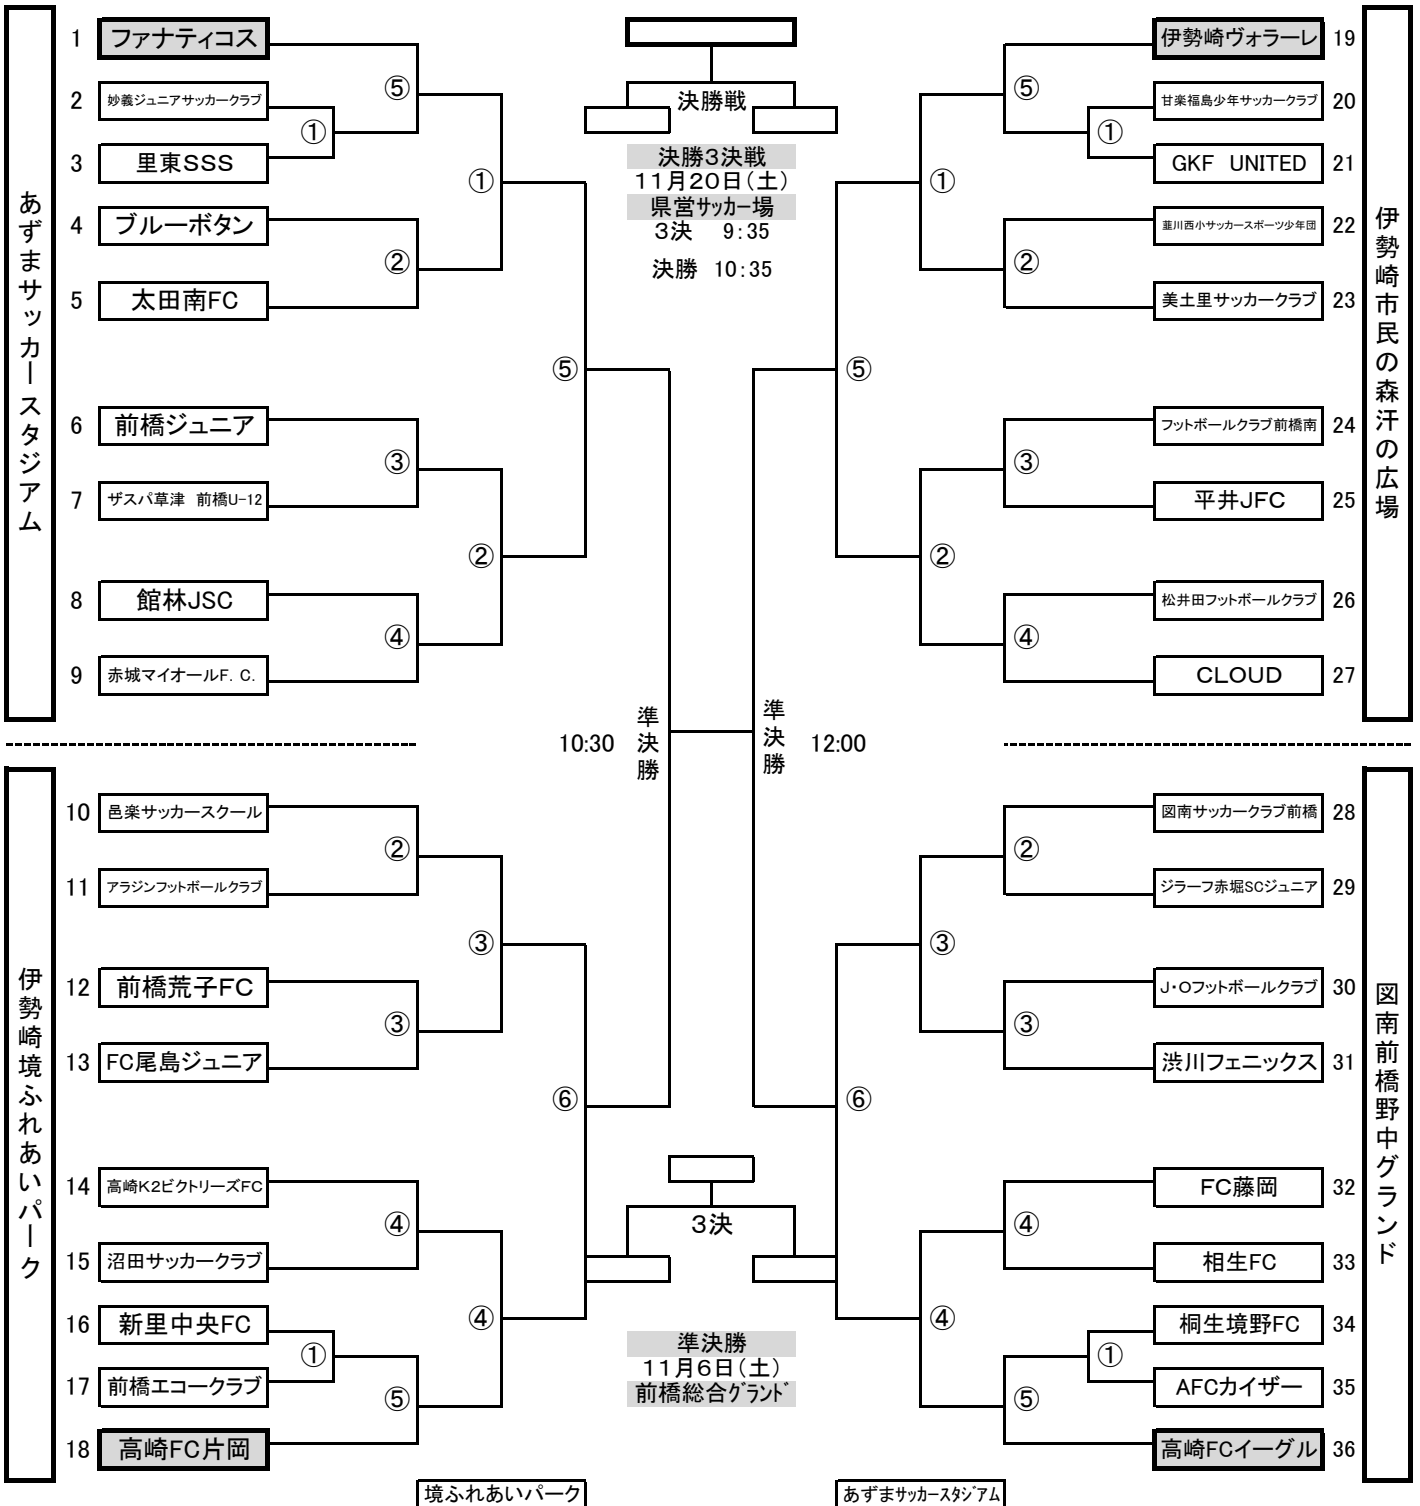 あずまサッカースタジアム
1 ファナティコス
2 妙義ジュニアサッカークラブ
3 里東SSS
4 ブルーボタン
5 太田南FC
6 前橋ジュニア
7 ザスパ草津 前橋U-12
8 館林JSC
9 赤城マイオールF. C.
⑤
①
①
②
⑤
③
②
④
決勝戦
決勝3決戦
11月20日(土)
県営サッカー場
3決 9:35
決勝 10:35
伊勢崎ヴォラーレ 19
甘楽福島少年サッカークラブ 20
GKF UNITED 21
韮川西小サッカースポーツ少年団 22
美土里サッカークラブ 23
フットボールクラブ前橋南 24
平井JFC 25
松井田フットボールクラブ 26
CLOUD 27
⑤
①
①
②
⑤
③
②
④
伊勢崎市民の森汗の広場
10:30 準決勝
準決勝 12:00
伊勢崎境ふれあいパーク
10 邑楽サッカースクール
11 アラジンフットボールクラブ
12 前橋荒子FC
13 FC尾島ジュニア
14 高崎K2ビクトリーズFC
15 沼田サッカークラブ
16 新里中央FC
17 前橋エコークラブ
18 高崎FC片岡
②
③
③
⑥
④
④
①
⑤
3決
準決勝
11月6日(土)
前橋総合グランド
図南サッカークラブ前橋 28
ジラーフ赤堀SCジュニア 29
J・Oフットボールクラブ 30
渋川フェニックス 31
FC藤岡 32
相生FC 33
桐生境野FC 34
AFCカイザー 35
高崎FCイーグル 36
②
③
③
⑥
④
④
①
⑤
図南前橋野中グランド
境ふれあいパーク
あずまサッカースタジアム